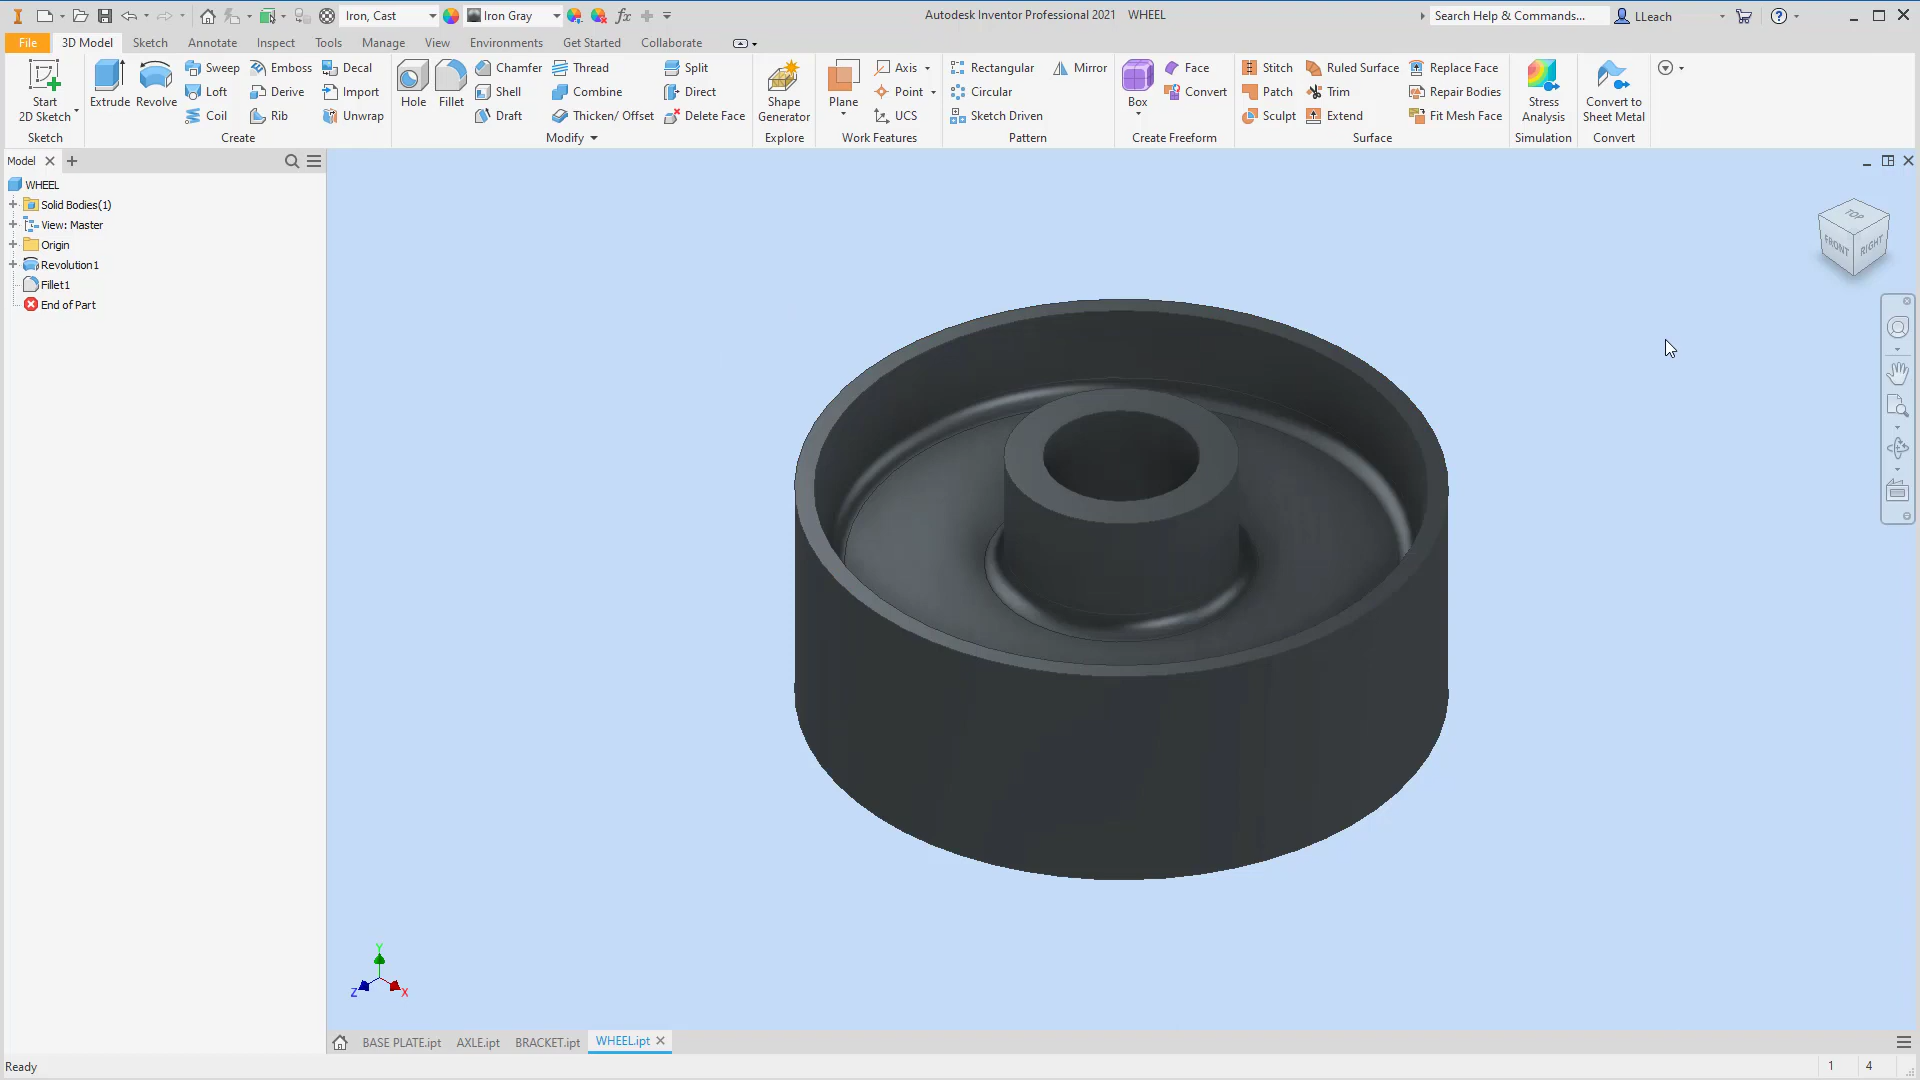 Iron, Cast Iron Gray fx Autodesk Inventor Professional 2021 WHEEL Search Help & Commands... LLeach
File 3D Model Sketch Annotate Inspect Tools Manage View Environments Get Started Collaborate
Start
2D Sketch
Sketch
Extrude
Revolve
Sweep
Loft
Coil
Emboss
Derive
Rib
Decal
Import
Unwrap
Create
Hole
Fillet
Chamfer
Shell
Draft
Thread
Combine
Thicken/ Offset
Split
Direct
Delete Face
Modify
Shape
Generator
Explore
Plane
Axis
Point
UCS
Work Features
Rectangular
Circular
Sketch Driven
Mirror
Pattern
Box
Face
Convert
Create Freeform
Stitch
Patch
Sculpt
Ruled Surface
Trim
Extend
Replace Face
Repair Bodies
Fit Mesh Face
Surface
Stress
Analysis
Simulation
Convert to
Sheet Metal
Convert
Model
WHEEL
Solid Bodies(1)
View: Master
Origin
Revolution1
Fillet1
End of Part
TOP
FRONT
RIGHT
Y
Z
X
BASE PLATE.ipt AXLE.ipt BRACKET.ipt WHEEL.ipt
Ready 1 4